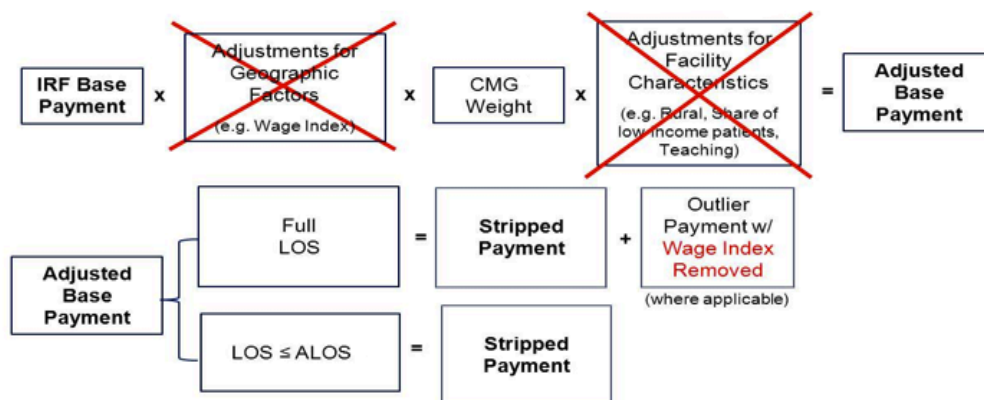 IRF Base
Payment
x
Adjustments for
Geographic
Factors
(e.g. Wage Index)
x
CMG
Weight
x
Adjustments for
Facility
Characteristics
(e.g. Rural, Share of
low income patients,
Teaching)
=
Adjusted
Base
Payment
Adjusted
Base
Payment
Full
LOS
=
Stripped
Payment
+
Outlier
Payment w/
Wage Index
Removed
(where applicable)
LOS ≤ ALOS
=
Stripped
Payment